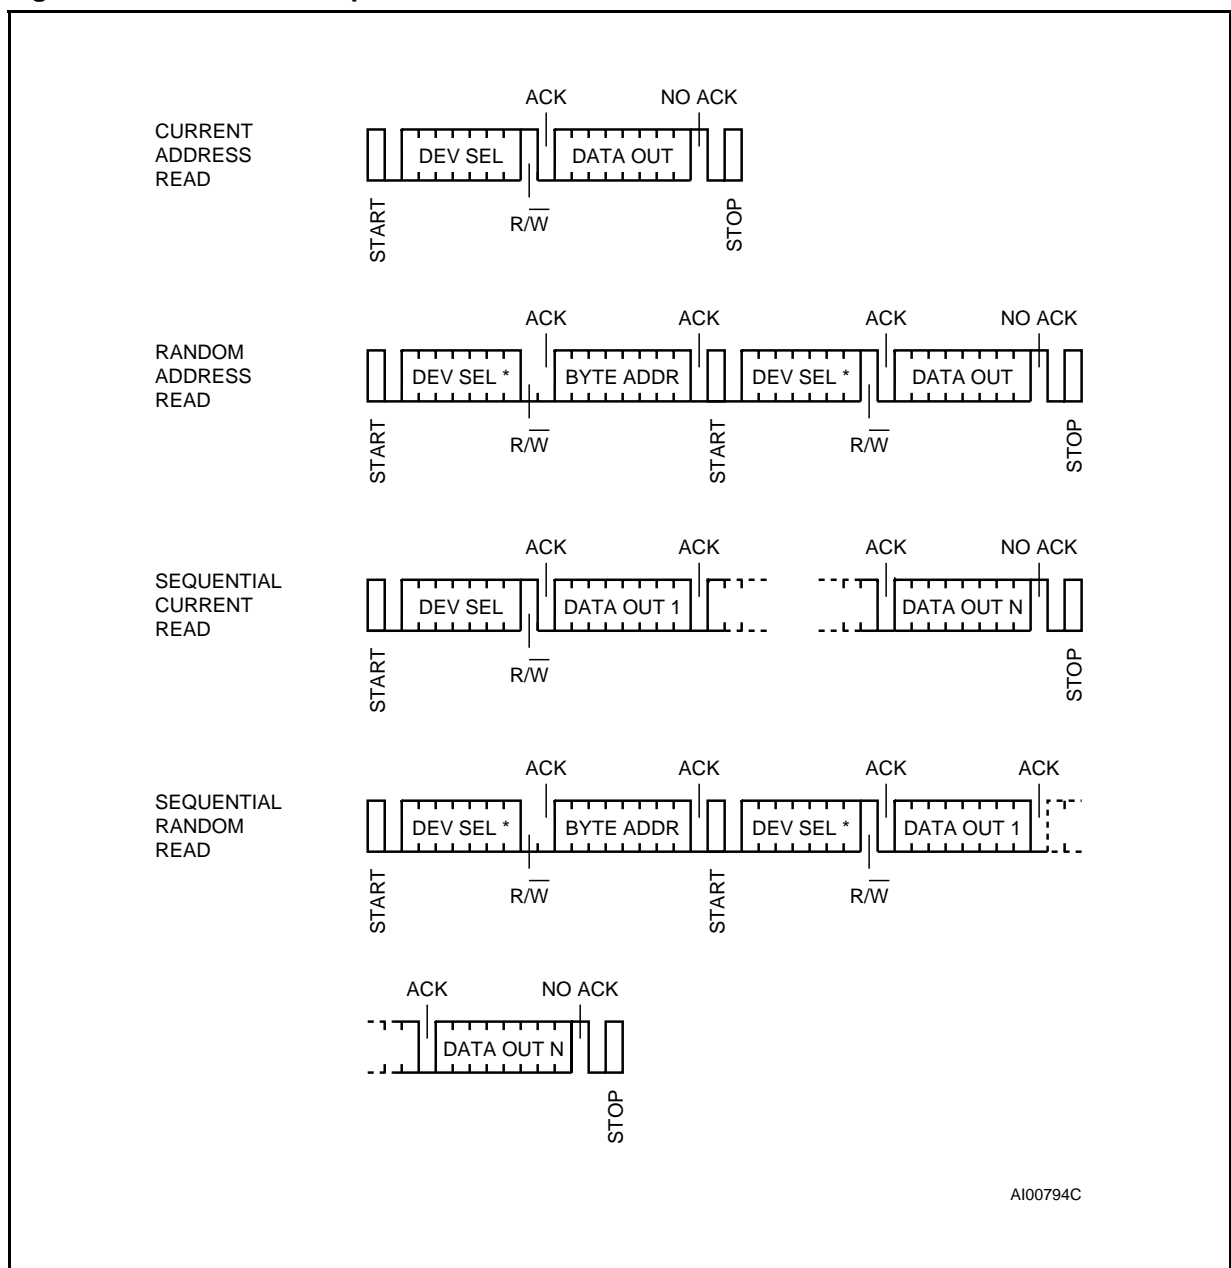 ACK NO ACK
CURRENT
ADDRESS
READ
DEV SEL DATA OUT
R/W̅
START STOP
ACK ACK ACK NO ACK
RANDOM
ADDRESS
READ
DEV SEL * BYTE ADDR DEV SEL * DATA OUT
R/W̅ R/W̅
START START STOP
ACK ACK ACK NO ACK
SEQUENTIAL
CURRENT
READ
DEV SEL DATA OUT 1 DATA OUT N
R/W̅
START STOP
ACK ACK ACK ACK
SEQUENTIAL
RANDOM
READ
DEV SEL * BYTE ADDR DEV SEL * DATA OUT 1
R/W̅ R/W̅
START START
ACK NO ACK
DATA OUT N
STOP
AI00794C